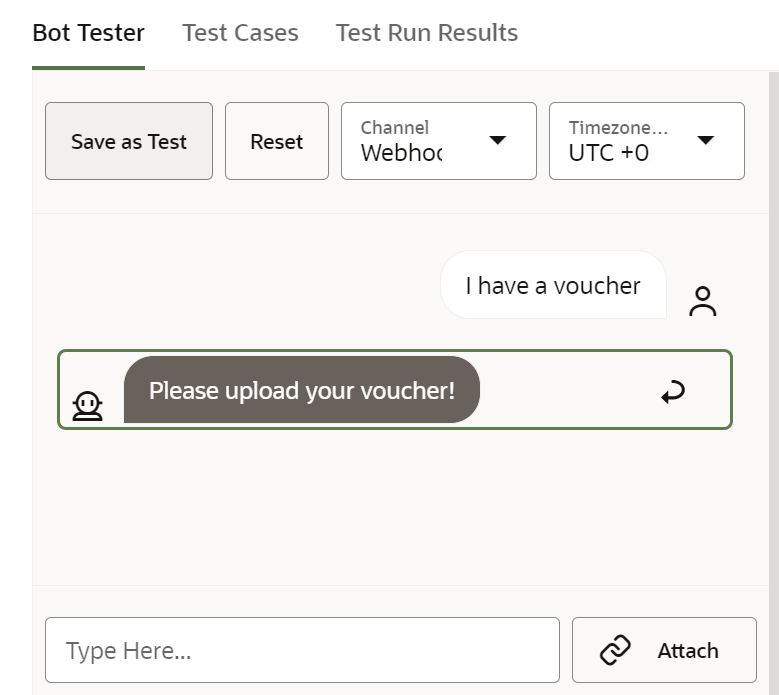 Bot Tester Test Cases Test Run Results
Save as Test Reset Channel Timezone...
Webhoc UTC +0
I have a voucher
Please upload your voucher!
Type Here... Attach